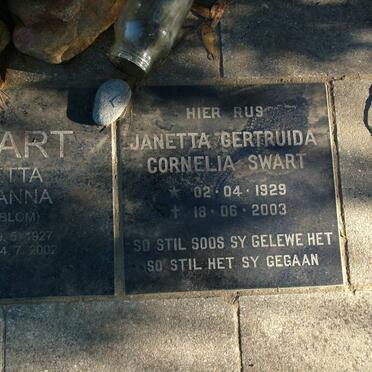 ART
TTA
ANNA
BLOM)
5 1927
4.7. 2002
HIER RUS
JANETTA GERTRUIDA
CORNELIA SWART
* 02 · 04 · 1929
† 18 · 06 · 2003
SO STIL SOOS SY GELEWE HET
SO STIL HET SY GEGAAN